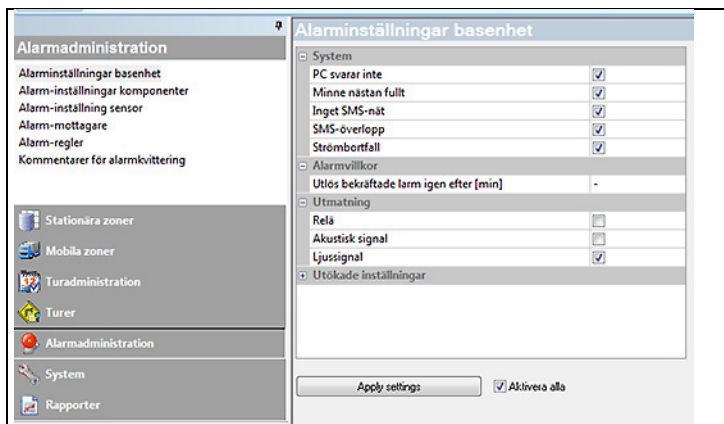 Alarmadministration
Alarminställningar basenhet
Alarm-inställningar komponenter
Alarm-inställning sensor
Alarm-mottagare
Alarm-regler
Kommentarer för alarmkvittering
Stationära zoner
Mobila zoner
Turadministration
Turer
Alarmadministration
System
Rapporter
Alarminställningar basenhet
System
PC svarar inte
Minne nästan fullt
Inget SMS-nät
SMS-överlopp
Strömbortfall
Alarmvillkor
Utlös bekräftade larm igen efter [min] -
Utmatning
Relä
Akustisk signal
Ljussignal
Utökade inställningar
Apply settings Aktivera alla